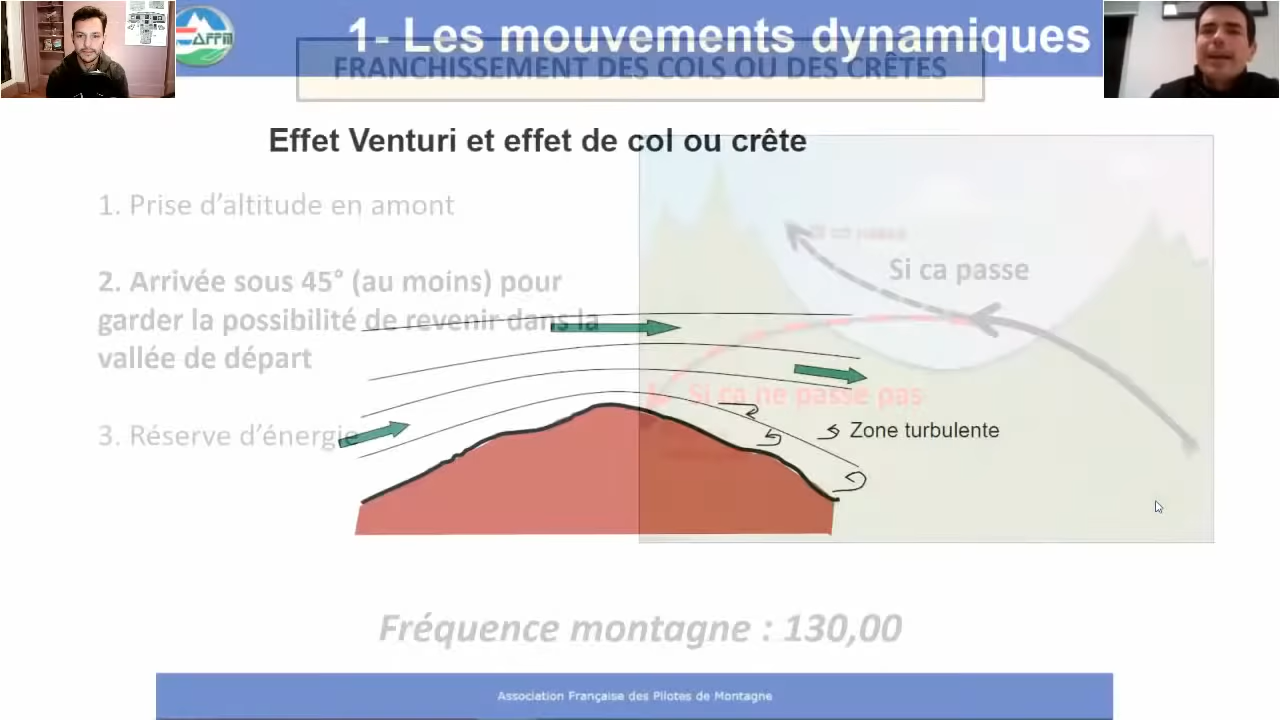 1- Les mouvements dynamiques
FRANCHISSEMENT DES COLS OU DES CRÊTES
Effet Venturi et effet de col ou crête
1. Prise d’altitude en amont
Si ca passe
Si ca passe
2. Arrivée sous 45° (au moins) pour
garder la possibilité de revenir dans la
vallée de départ
Si ca ne passe pas
3. Réserve d’énergie
Zone turbulente
Fréquence montagne : 130,00
Association Française des Pilotes de Montagne